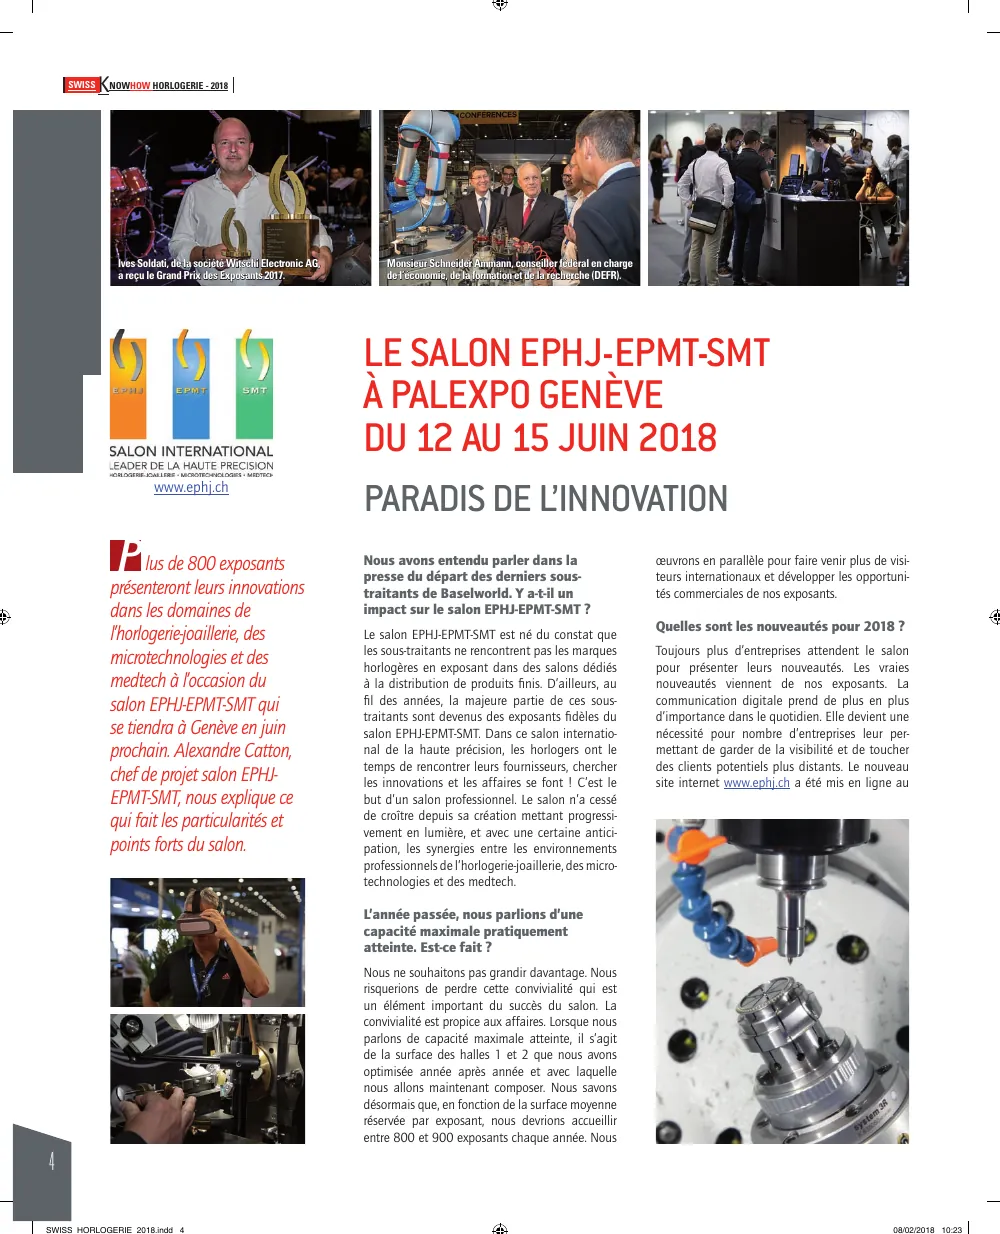 SWISS KNOWHOW HORLOGERIE - 2018
CONFÉRENCES
Ives Soldati, de la société Witschi Electronic AG,
a reçu le Grand Prix des Exposants 2017.
Monsieur Schneider Ammann, conseiller fédéral en charge
de l'économie, de la formation et de la recherche (DEFR).
EPHJ EPMT SMT
SALON INTERNATIONAL
LEADER DE LA HAUTE PRECISION
HORLOGERIE-JOAILLERIE • MICROTECHNOLOGIES • MEDTECH
www.ephj.ch
LE SALON EPHJ-EPMT-SMT
À PALEXPO GENÈVE
DU 12 AU 15 JUIN 2018
PARADIS DE L'INNOVATION
Plus de 800 exposants
présenteront leurs innovations
dans les domaines de
l'horlogerie-joaillerie, des
microtechnologies et des
medtech à l'occasion du
salon EPHJ-EPMT-SMT qui
se tiendra à Genève en juin
prochain. Alexandre Catton,
chef de projet salon EPHJ-
EPMT-SMT, nous explique ce
qui fait les particularités et
points forts du salon.
Nous avons entendu parler dans la
presse du départ des derniers sous-
traitants de Baselworld. Y a-t-il un
impact sur le salon EPHJ-EPMT-SMT ?
Le salon EPHJ-EPMT-SMT est né du constat que
les sous-traitants ne rencontrent pas les marques
horlogères en exposant dans des salons dédiés
à la distribution de produits finis. D'ailleurs, au
fil des années, la majeure partie de ces sous-
traitants sont devenus des exposants fidèles du
salon EPHJ-EPMT-SMT. Dans ce salon internatio-
nal de la haute précision, les horlogers ont le
temps de rencontrer leurs fournisseurs, chercher
les innovations et les affaires se font ! C'est le
but d'un salon professionnel. Le salon n'a cessé
de croître depuis sa création mettant progressi-
vement en lumière, et avec une certaine antici-
pation, les synergies entre les environnements
professionnels de l'horlogerie-joaillerie, des micro-
technologies et des medtech.
L'année passée, nous parlions d'une
capacité maximale pratiquement
atteinte. Est-ce fait ?
Nous ne souhaitons pas grandir davantage. Nous
risquerions de perdre cette convivialité qui est
un élément important du succès du salon. La
convivialité est propice aux affaires. Lorsque nous
parlons de capacité maximale atteinte, il s'agit
de la surface des halles 1 et 2 que nous avons
optimisée année après année et avec laquelle
nous allons maintenant composer. Nous savons
désormais que, en fonction de la surface moyenne
réservée par exposant, nous devrions accueillir
entre 800 et 900 exposants chaque année. Nous
œuvrons en parallèle pour faire venir plus de visi-
teurs internationaux et développer les opportuni-
tés commerciales de nos exposants.
Quelles sont les nouveautés pour 2018 ?
Toujours plus d'entreprises attendent le salon
pour présenter leurs nouveautés. Les vraies
nouveautés viennent de nos exposants. La
communication digitale prend de plus en plus
d'importance dans le quotidien. Elle devient une
nécessité pour nombre d'entreprises leur per-
mettant de garder de la visibilité et de toucher
des clients potentiels plus distants. Le nouveau
site internet www.ephj.ch a été mis en ligne au
H
system 3R
4
SWISS HORLOGERIE 2018.indd 4
08/02/2018 10:23